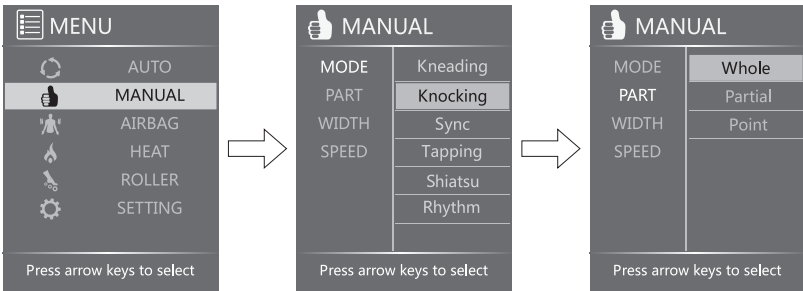 MENU
AUTO
MANUAL
AIRBAG
HEAT
ROLLER
SETTING
Press arrow keys to select
MANUAL
MODE Kneading
PART Knocking
WIDTH Sync
SPEED Tapping
Shiatsu
Rhythm
Press arrow keys to select
MANUAL
MODE Whole
PART Partial
WIDTH Point
SPEED
Press arrow keys to select